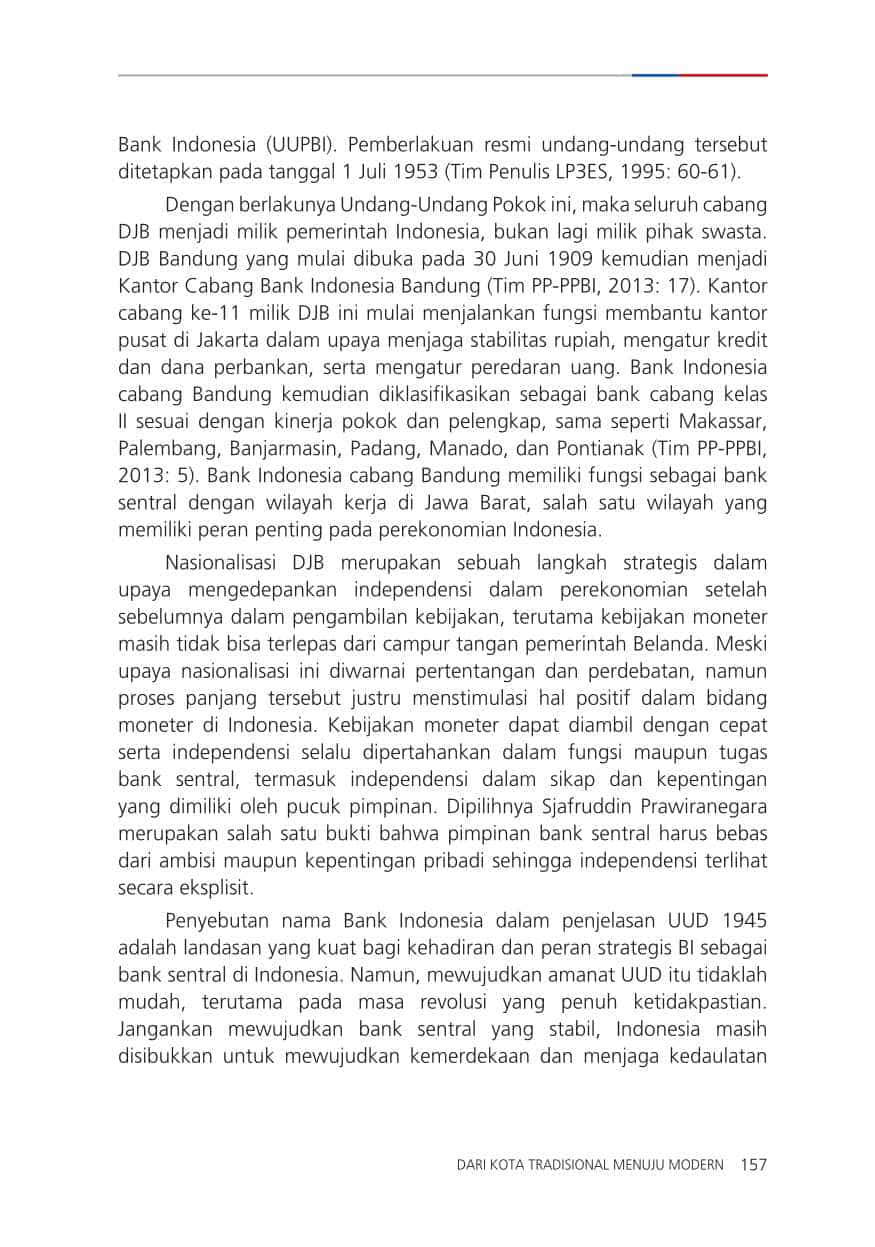 Bank Indonesia (UUPBI). Pemberlakuan resmi undang-undang tersebut
ditetapkan pada tanggal 1 Juli 1953 (Tim Penulis LP3ES, 1995: 60-61).
Dengan berlakunya Undang-Undang Pokok ini, maka seluruh cabang
DJB menjadi milik pemerintah Indonesia, bukan lagi milik pihak swasta.
DJB Bandung yang mulai dibuka pada 30 Juni 1909 kemudian menjadi
Kantor Cabang Bank Indonesia Bandung (Tim PP-PPBI, 2013: 17). Kantor
cabang ke-11 milik DJB ini mulai menjalankan fungsi membantu kantor
pusat di Jakarta dalam upaya menjaga stabilitas rupiah, mengatur kredit
dan dana perbankan, serta mengatur peredaran uang. Bank Indonesia
cabang Bandung kemudian diklasifikasikan sebagai bank cabang kelas
II sesuai dengan kinerja pokok dan pelengkap, sama seperti Makassar,
Palembang, Banjarmasin, Padang, Manado, dan Pontianak (Tim PP-PPBI,
2013: 5). Bank Indonesia cabang Bandung memiliki fungsi sebagai bank
sentral dengan wilayah kerja di Jawa Barat, salah satu wilayah yang
memiliki peran penting pada perekonomian Indonesia.
Nasionalisasi DJB merupakan sebuah langkah strategis dalam
upaya mengedepankan independensi dalam perekonomian setelah
sebelumnya dalam pengambilan kebijakan, terutama kebijakan moneter
masih tidak bisa terlepas dari campur tangan pemerintah Belanda. Meski
upaya nasionalisasi ini diwarnai pertentangan dan perdebatan, namun
proses panjang tersebut justru menstimulasi hal positif dalam bidang
moneter di Indonesia. Kebijakan moneter dapat diambil dengan cepat
serta independensi selalu dipertahankan dalam fungsi maupun tugas
bank sentral, termasuk independensi dalam sikap dan kepentingan
yang dimiliki oleh pucuk pimpinan. Dipilihnya Sjafruddin Prawiranegara
merupakan salah satu bukti bahwa pimpinan bank sentral harus bebas
dari ambisi maupun kepentingan pribadi sehingga independensi terlihat
secara eksplisit.
Penyebutan nama Bank Indonesia dalam penjelasan UUD 1945
adalah landasan yang kuat bagi kehadiran dan peran strategis BI sebagai
bank sentral di Indonesia. Namun, mewujudkan amanat UUD itu tidaklah
mudah, terutama pada masa revolusi yang penuh ketidakpastian.
Jangankan mewujudkan bank sentral yang stabil, Indonesia masih
disibukkan untuk mewujudkan kemerdekaan dan menjaga kedaulatan
DARI KOTA TRADISIONAL MENUJU MODERN 157